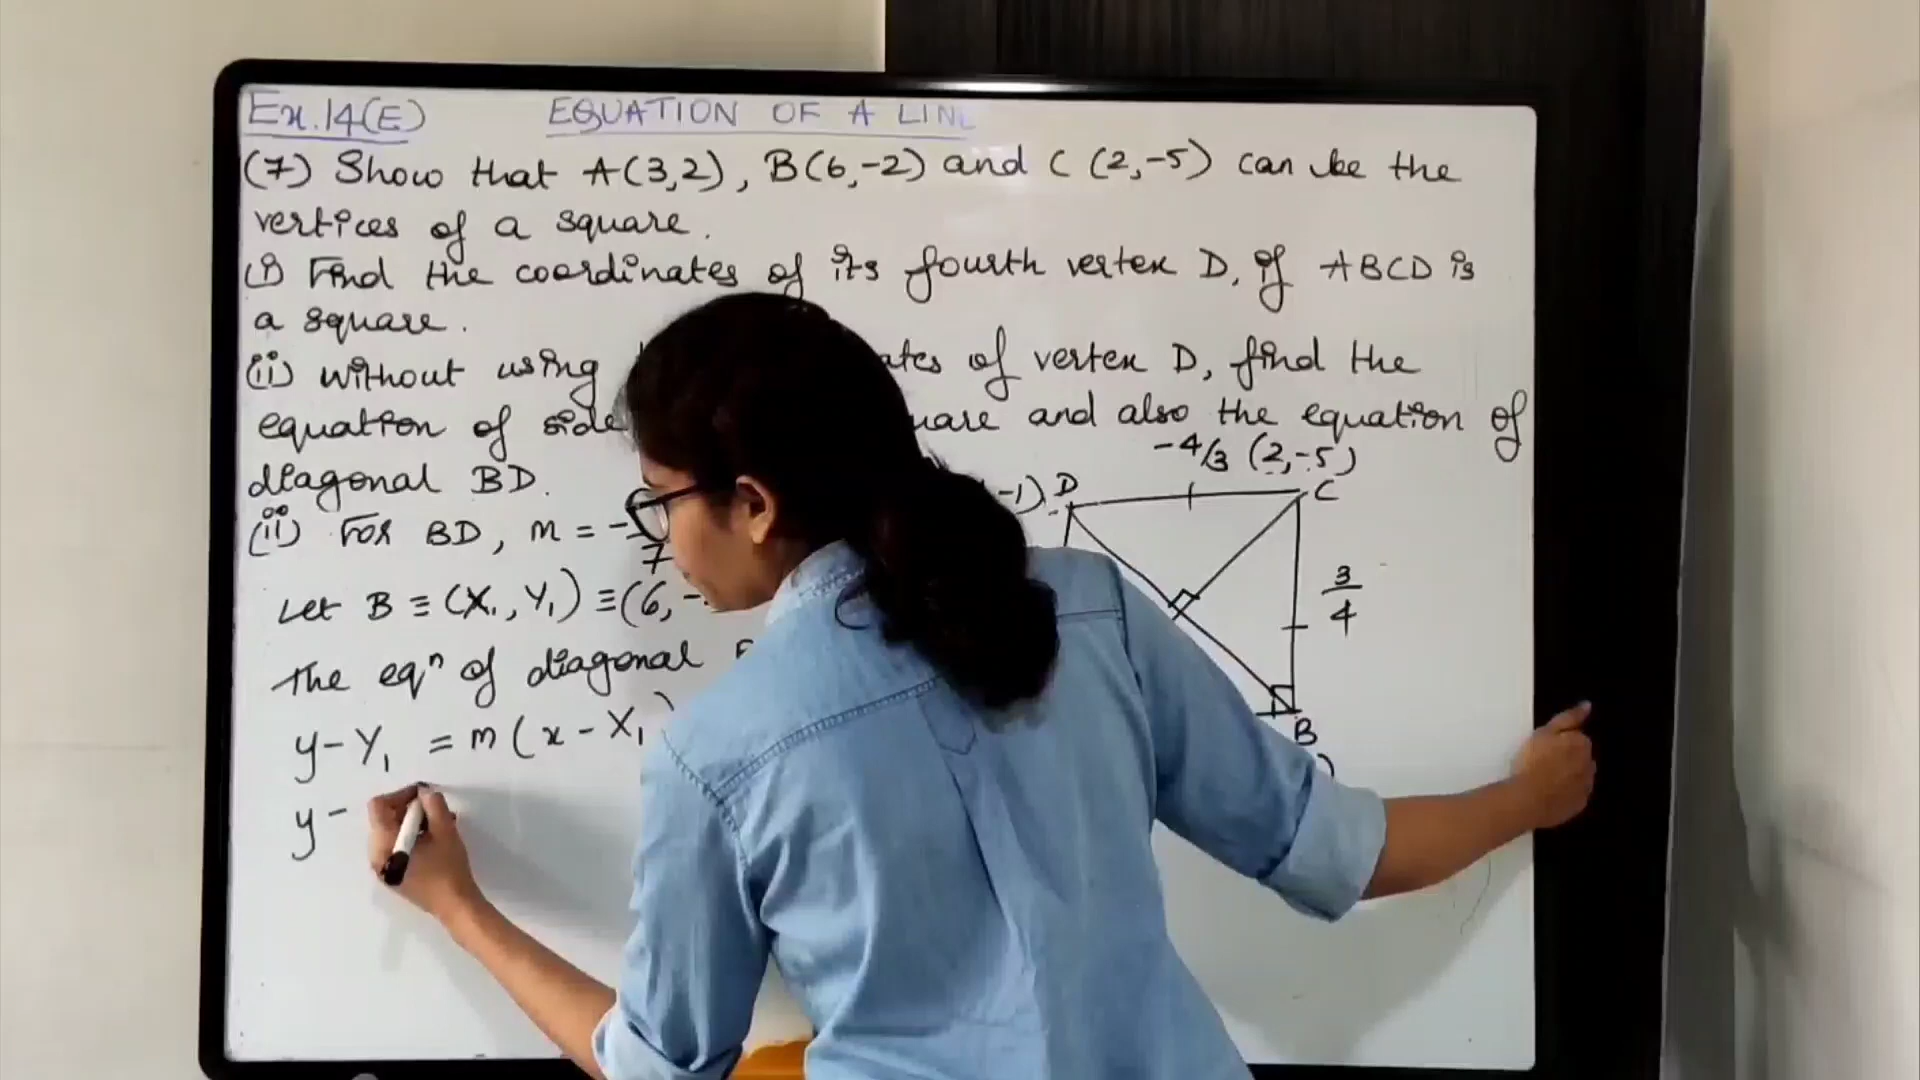 Ex.14(E) EQUATION OF A LINE
(7) Show that A(3,2), B(6,-2) and C (2,-5) can be the
vertices of a square.
(i) Find the coordinates of its fourth vertex D, if ABCD is
a square.
(ii) without using of vertex D, find the
equation of side and also the equation of
diagonal BD.
(ii) For BD, m = -
7
Let B ≡ (X₁, Y₁) ≡ (6, -
The eqⁿ of diagonal
y - Y₁ = m (x - X₁)
y -
-4/3 (2,-5)
-1) D C
3/4
B